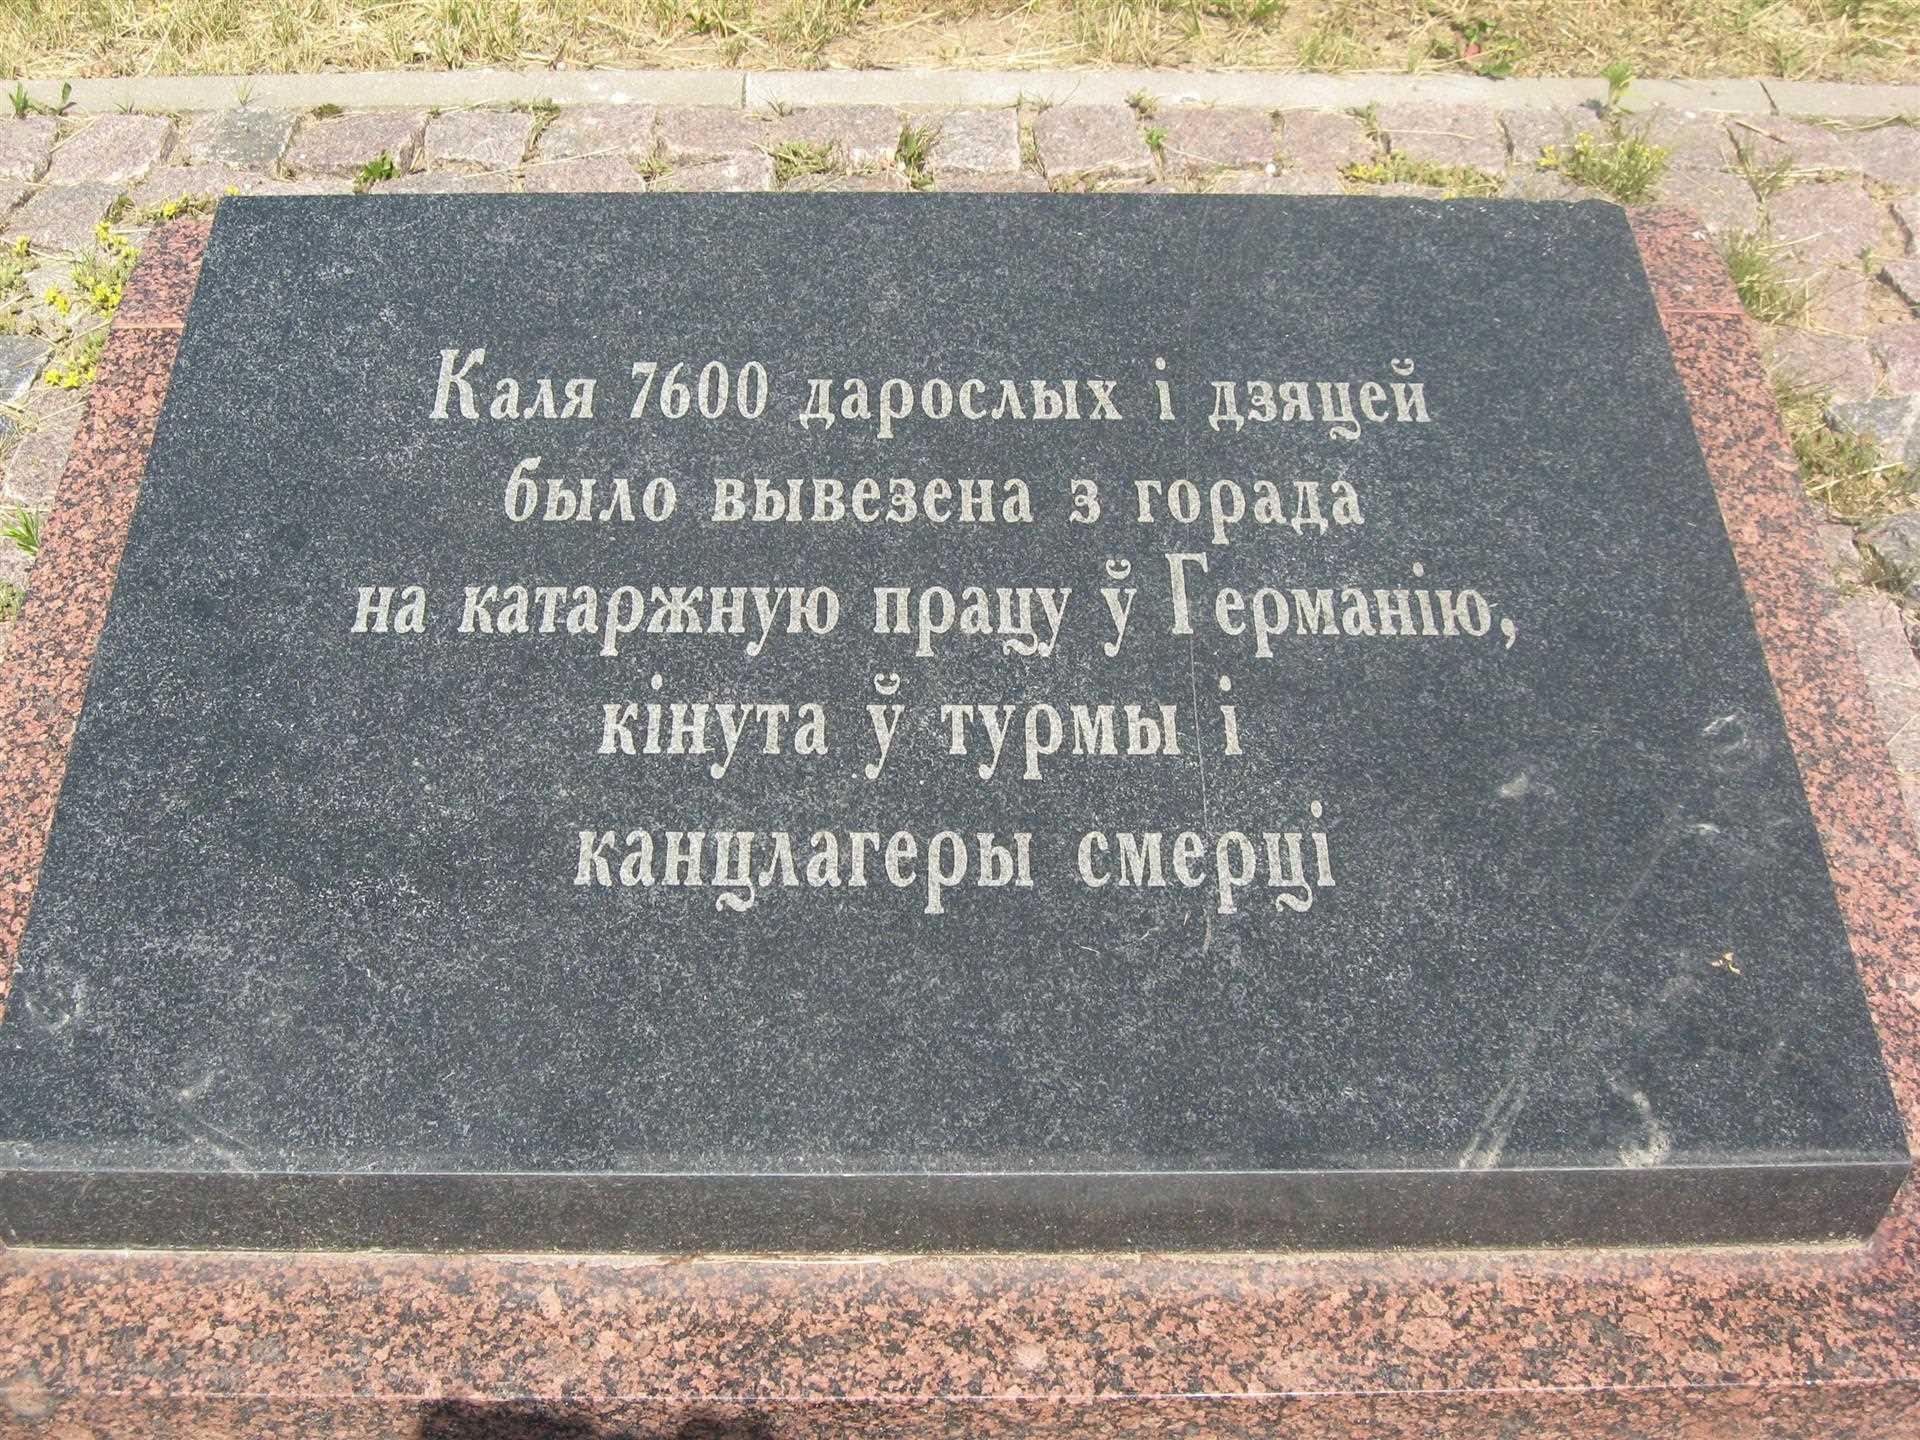 Каля 7600 дарослых і дзяцей
было вывезена з горада
на катаржную працу ў Германію,
кінута ў турмы і
канцлагеры смерці